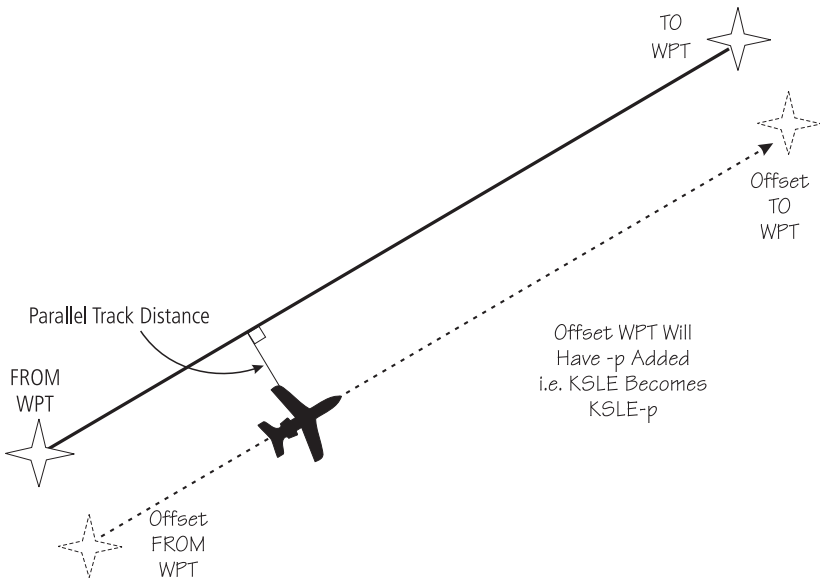 TO
WPT
Offset
TO
WPT
Parallel Track Distance
Offset WPT Will
Have -p Added
i.e. KSLE Becomes
KSLE-p
FROM
WPT
Offset
FROM
WPT